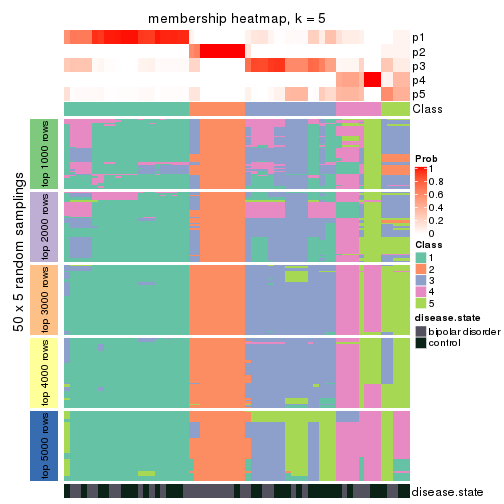 membership heatmap, k = 5
p1
p2
p3
p4
p5
Class
50 x 5 random samplings
top 1000 rows
top 2000 rows
top 3000 rows
top 4000 rows
top 5000 rows
Prob
1
0.8
0.6
0.4
0.2
0
Class
1
2
3
4
5
disease.state
bipolar disorder
control
disease.state